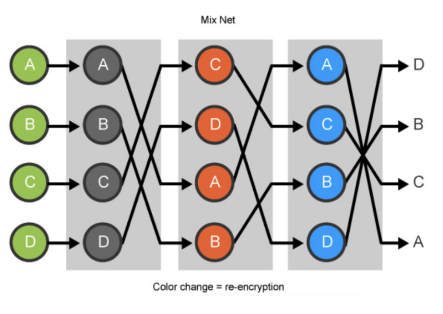 Mix Net
A A C A D
B B D C B
C C A B C
D D B D A
Color change = re-encryption